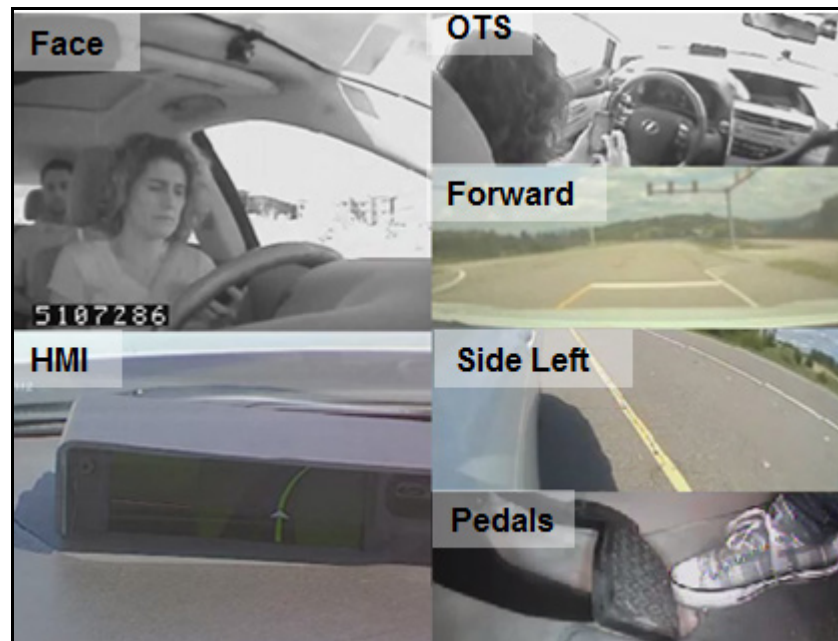 Face
5107286
OTS
Forward
HMI
Side Left
Pedals